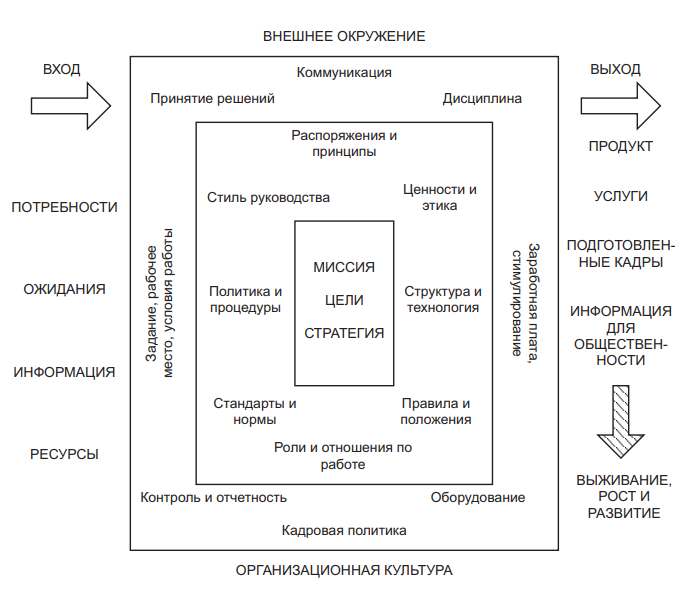 ВНЕШНЕЕ ОКРУЖЕНИЕ
ВХОД
ВЫХОД
Коммуникация
Принятие решений
Дисциплина
Распоряжения и
принципы
Стиль руководства
Ценности и
этика
МИССИЯ
ЦЕЛИ
СТРАТЕГИЯ
Политика и
процедуры
Структура и
технология
Стандарты и
нормы
Правила и
положения
Роли и отношения по
работе
Задание, рабочее
место, условия работы
Заработная плата,
стимулирование
Контроль и отчетность
Оборудование
Кадровая политика
ПОТРЕБНОСТИ
ОЖИДАНИЯ
ИНФОРМАЦИЯ
РЕСУРСЫ
ПРОДУКТ
УСЛУГИ
ПОДГОТОВЛЕН-
НЫЕ КАДРЫ
ИНФОРМАЦИЯ
ДЛЯ
ОБЩЕСТВЕН-
НОСТИ
ВЫЖИВАНИЕ,
РОСТ И
РАЗВИТИЕ
ОРГАНИЗАЦИОННАЯ КУЛЬТУРА